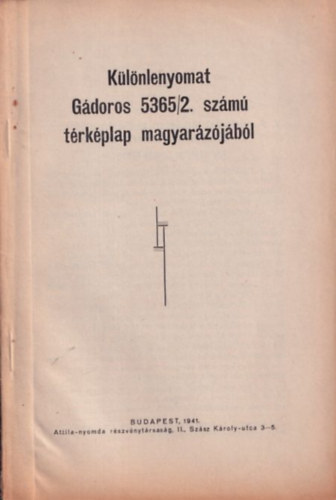 Különlenyomat
Gádoros 5365/2. számú
térképlap magyarázójából
BUDAPEST, 1941.
Attila-nyomda részvénytársaság, II., Szász Károly-utca 3–5.